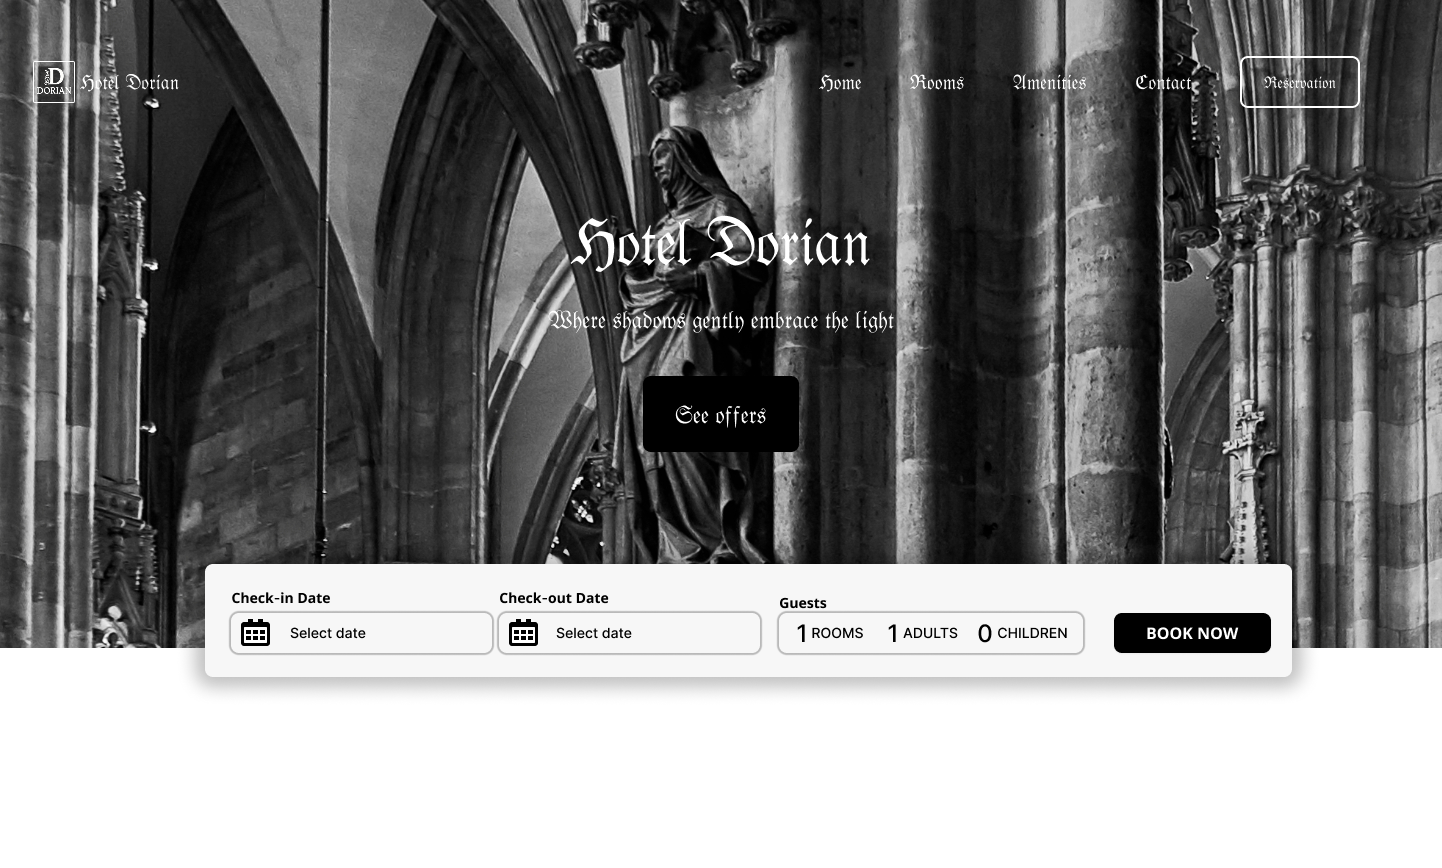 D
DORIAN
Hotel Dorian
Home
Rooms
Amenities
Contact
Reservation
Hotel Dorian
Where shadows gently embrace the light
See offers
Check-in Date
Check-out Date
Guests
Select date
Select date
1 ROOMS 1 ADULTS 0 CHILDREN
BOOK NOW